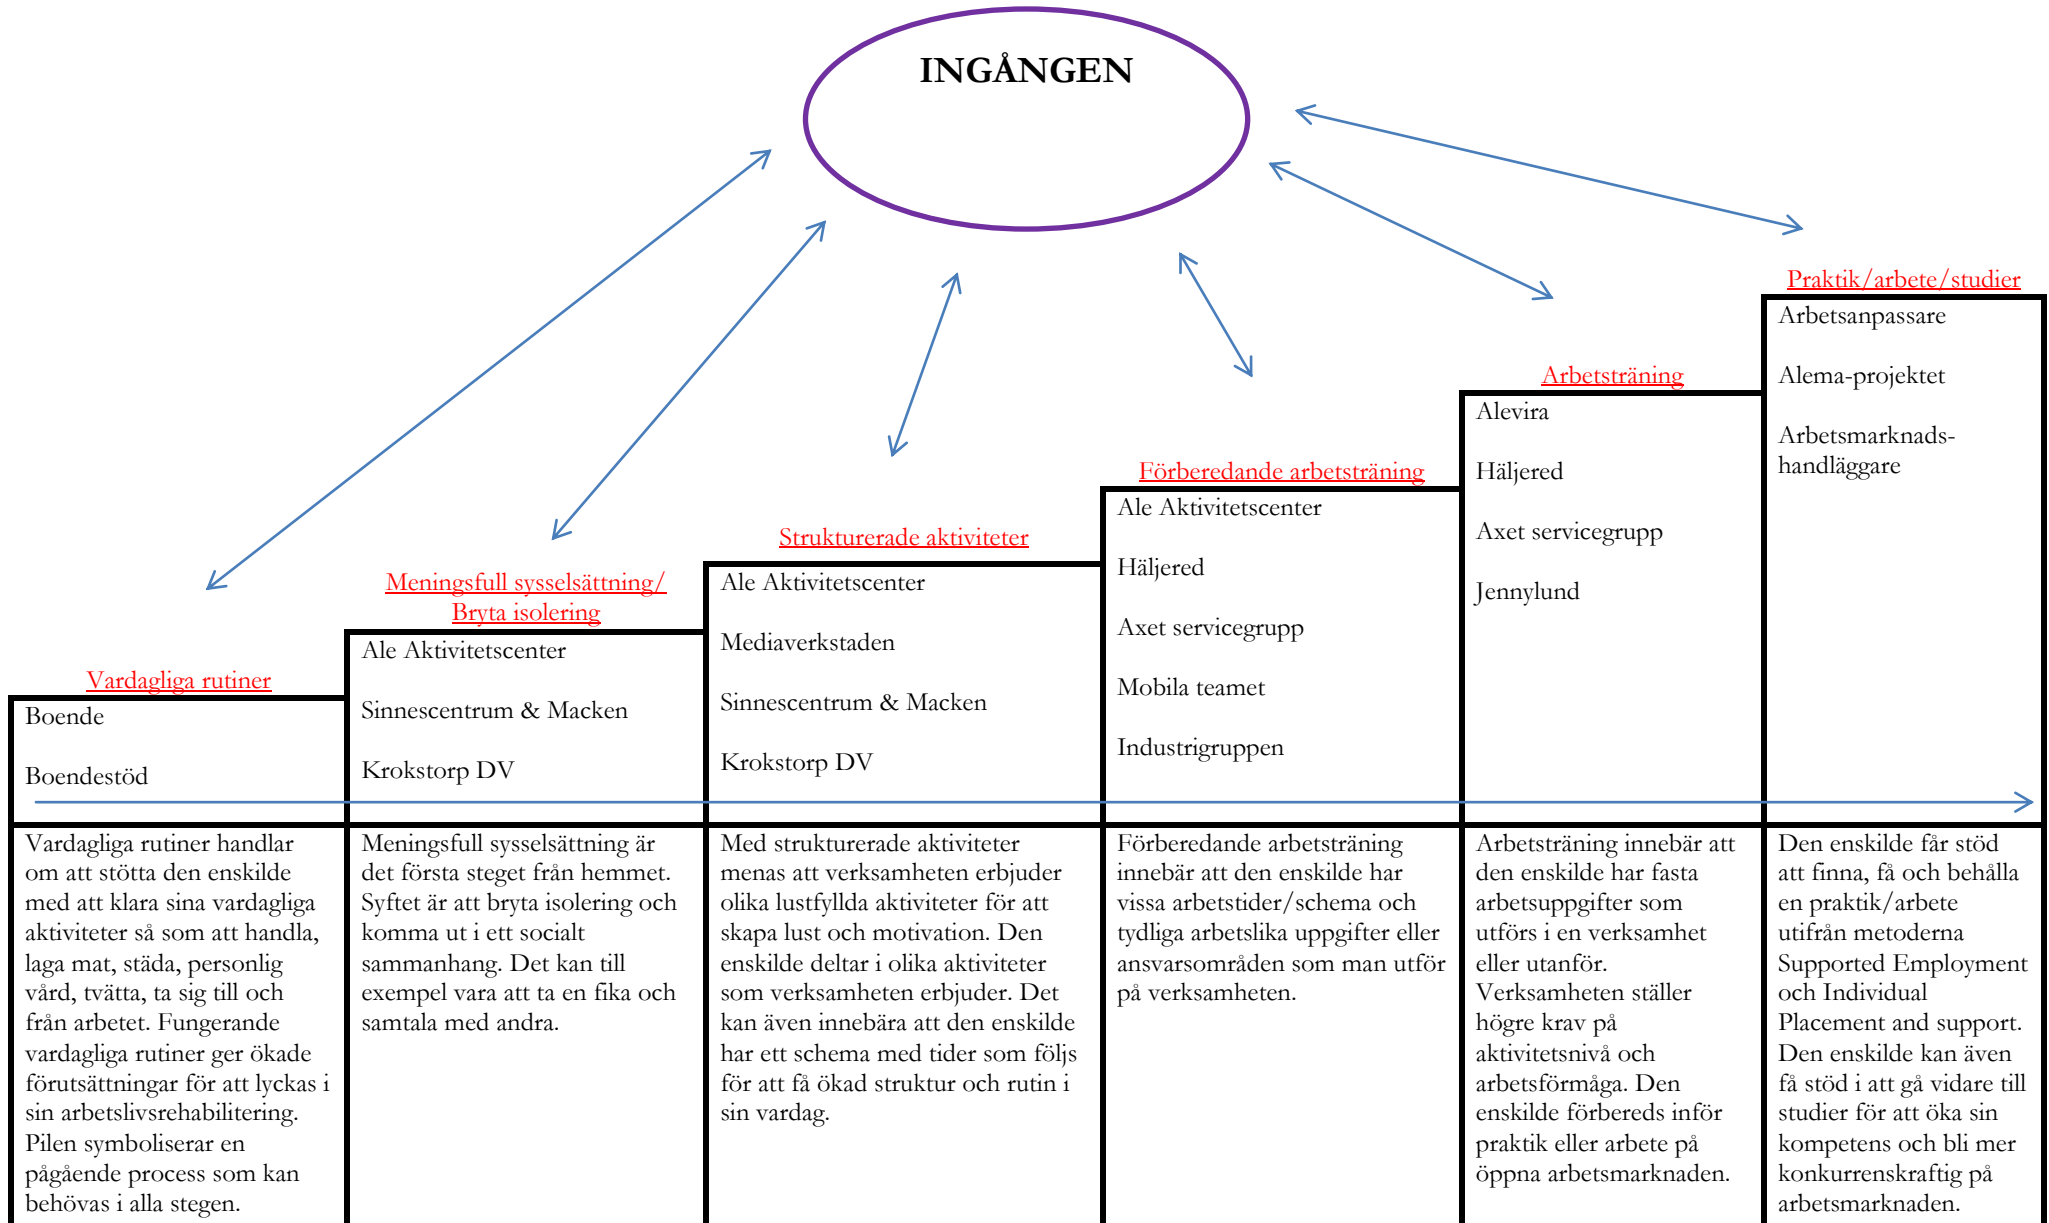 INGÅNGEN
Praktik/arbete/studier
Arbetsanpassare
Alema-projektet
Arbetsmarknads-
handläggare
Arbetsträning
Alevira
Häljered
Axet servicegrupp
Jennylund
Förberedande arbetsträning
Ale Aktivitetscenter
Häljered
Axet servicegrupp
Mobila teamet
Industrigruppen
Strukturerade aktiviteter
Ale Aktivitetscenter
Mediaverkstaden
Sinnescentrum & Macken
Krokstorp DV
Meningsfull sysselsättning/
Bryta isolering
Ale Aktivitetscenter
Sinnescentrum & Macken
Krokstorp DV
Vardagliga rutiner
Boende
Boendestöd
Vardagliga rutiner handlar
om att stötta den enskilde
med att klara sina vardagliga
aktiviteter så som att handla,
laga mat, städa, personlig
vård, tvätta, ta sig till och
från arbetet. Fungerande
vardagliga rutiner ger ökade
förutsättningar för att lyckas i
sin arbetslivsrehabilitering.
Pilen symboliserar en
pågående process som kan
behövas i alla stegen.
Meningsfull sysselsättning är
det första steget från hemmet.
Syftet är att bryta isolering och
komma ut i ett socialt
sammanhang. Det kan till
exempel vara att ta en fika och
samtala med andra.
Med strukturerade aktiviteter
menas att verksamheten erbjuder
olika lustfyllda aktiviteter för att
skapa lust och motivation. Den
enskilde deltar i olika aktiviteter
som verksamheten erbjuder. Det
kan även innebära att den enskilde
har ett schema med tider som följs
för att få ökad struktur och rutin i
sin vardag.
Förberedande arbetsträning
innebär att den enskilde har
vissa arbetstider/schema och
tydliga arbetslika uppgifter eller
ansvarsområden som man utför
på verksamheten.
Arbetsträning innebär att
den enskilde har fasta
arbetsuppgifter som
utförs i en verksamhet
eller utanför.
Verksamheten ställer
högre krav på
aktivitetsnivå och
arbetsförmåga. Den
enskilde förbereds inför
praktik eller arbete på
öppna arbetsmarknaden.
Den enskilde får stöd
att finna, få och behålla
en praktik/arbete
utifrån metoderna
Supported Employment
och Individual
Placement and support.
Den enskilde kan även
få stöd i att gå vidare till
studier för att öka sin
kompetens och bli mer
konkurrenskraftig på
arbetsmarknaden.